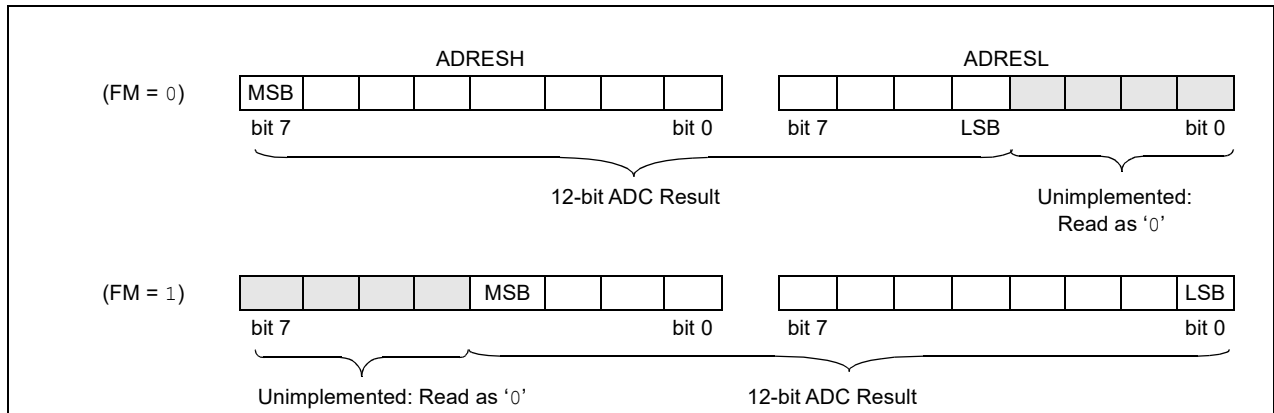 ADRESH ADRESL
(FM = 0) MSB
bit 7 bit 0 bit 7 LSB bit 0
12-bit ADC Result Unimplemented:
Read as ‘0’
(FM = 1) MSB LSB
bit 7 bit 0 bit 7 bit 0
Unimplemented: Read as ‘0’ 12-bit ADC Result